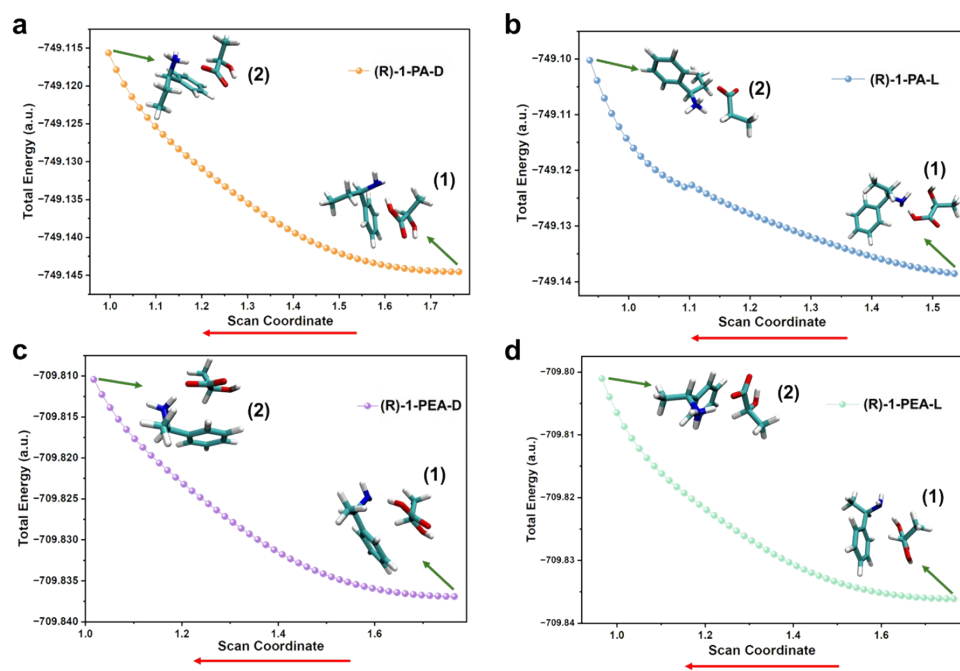 a
Total Energy (a.u.)
−749.115
−749.120
−749.125
−749.130
−749.135
−749.140
−749.145
(2)
(R)-1-PA-D
(1)
1.0 1.1 1.2 1.3 1.4 1.5 1.6 1.7
Scan Coordinate
b
Total Energy (a.u.)
−749.10
−749.11
−749.12
−749.13
−749.14
(2)
(R)-1-PA-L
(1)
1.0 1.1 1.2 1.3 1.4 1.5
Scan Coordinate
c
Total Energy (a.u.)
−709.810
−709.815
−709.820
−709.825
−709.830
−709.835
−709.840
(2)
(R)-1-PEA-D
(1)
1.0 1.2 1.4 1.6
Scan Coordinate
d
Total Energy (a.u.)
−709.80
−709.81
−709.82
−709.83
−709.84
(2)
(R)-1-PEA-L
(1)
1.0 1.2 1.4 1.6
Scan Coordinate